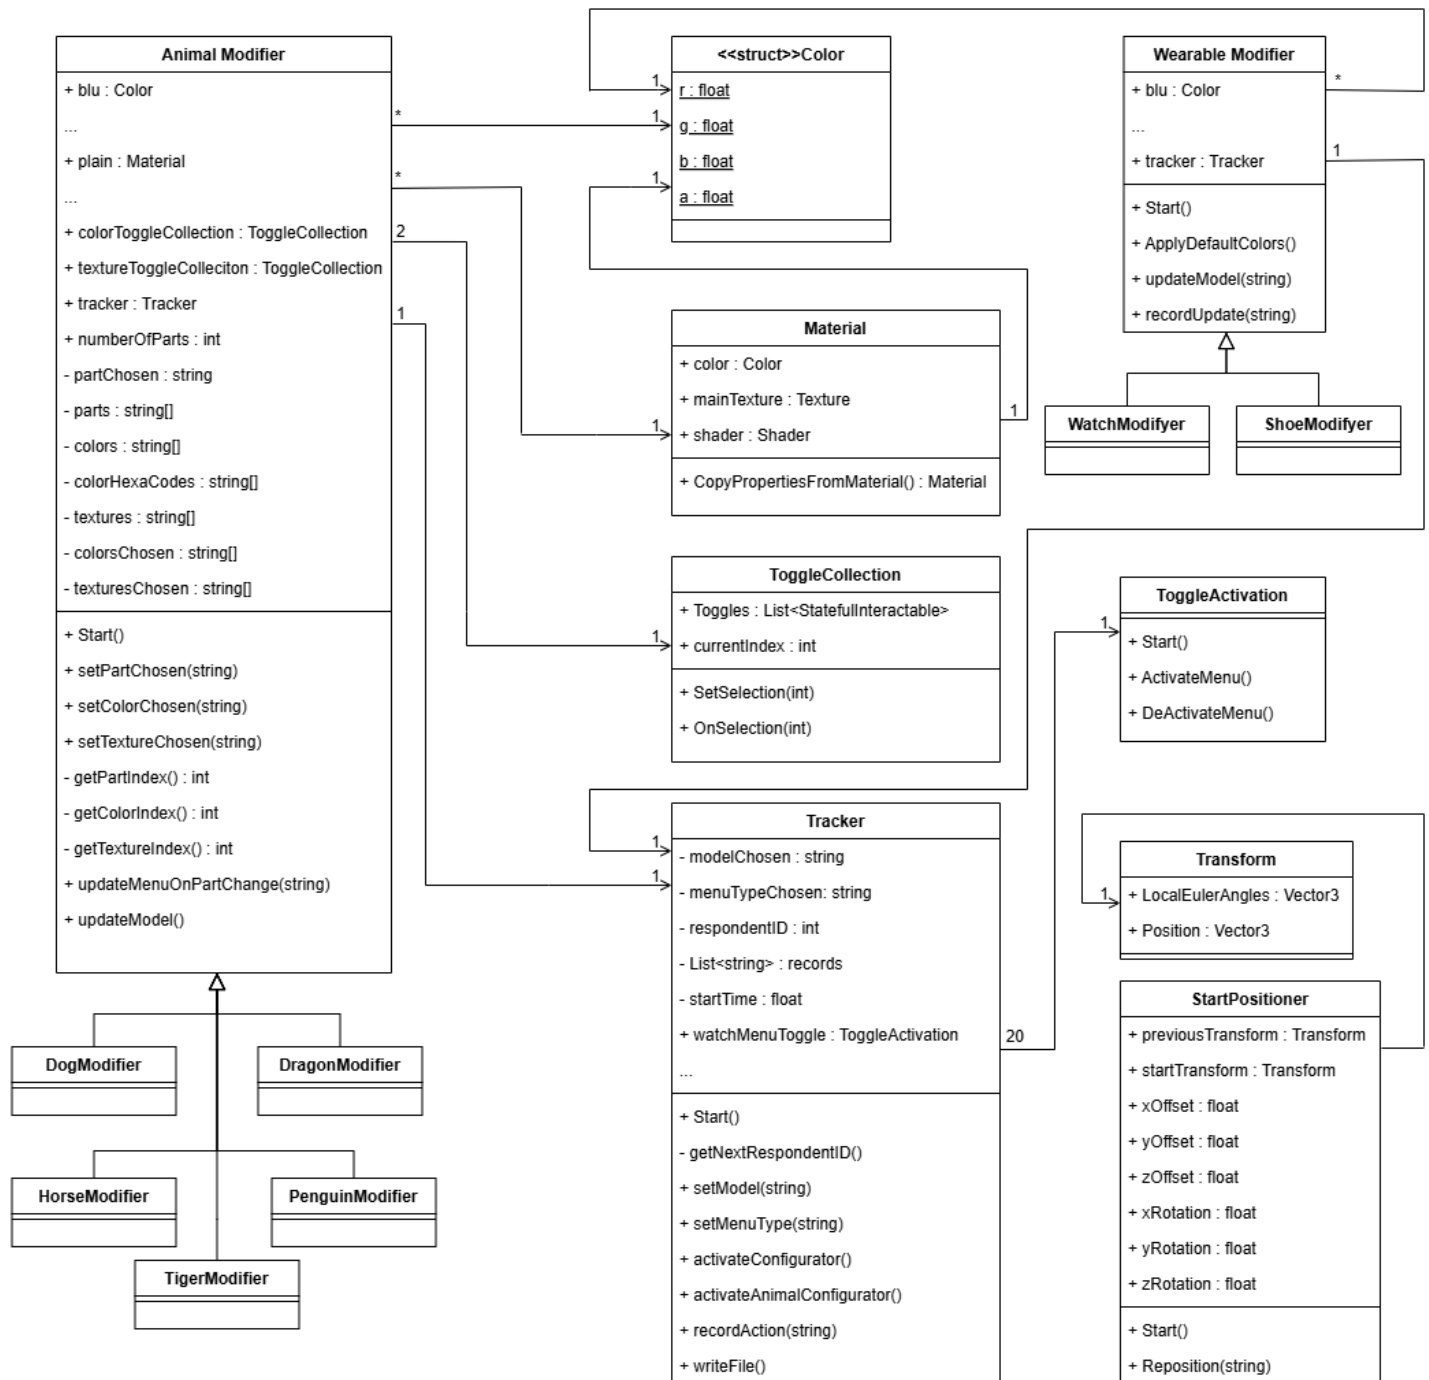 Animal Modifier
+ blu : Color
...
+ plain : Material
...
+ colorToggleCollection : ToggleCollection
+ textureToggleColleciton : ToggleCollection
+ tracker : Tracker
+ numberOfParts : int
- partChosen : string
- parts : string[]
- colors : string[]
- colorHexaCodes : string[]
- textures : string[]
- colorsChosen : string[]
- texturesChosen : string[]
+ Start()
+ setPartChosen(string)
+ setColorChosen(string)
+ setTextureChosen(string)
- getPartIndex() : int
- getColorIndex() : int
- getTextureIndex() : int
+ updateMenuOnPartChange(string)
+ updateModel()
*
*
2
1
DogModifier
DragonModifier
HorseModifier
PenguinModifier
TigerModifier
<<struct>>Color
1
r : float
1
g : float
b : float
1
a : float
Material
+ color : Color
+ mainTexture : Texture
1
+ shader : Shader
+ CopyPropertiesFromMaterial() : Material
1
ToggleCollection
+ Toggles : List<StatefulInteractable>
1
+ currentIndex : int
+ SetSelection(int)
+ OnSelection(int)
Tracker
1
- modelChosen : string
1
- menuTypeChosen: string
- respondentID : int
- List<string> : records
- startTime : float
+ watchMenuToggle : ToggleActivation
20
...
+ Start()
- getNextRespondentID()
+ setModel(string)
+ setMenuType(string)
+ activateConfigurator()
+ activateAnimalConfigurator()
+ recordAction(string)
+ writeFile()
Wearable Modifier
+ blu : Color
*
...
+ tracker : Tracker
1
+ Start()
+ ApplyDefaultColors()
+ updateModel(string)
+ recordUpdate(string)
WatchModifyer
ShoeModifyer
ToggleActivation
1
+ Start()
+ ActivateMenu()
+ DeActivateMenu()
Transform
1
+ LocalEulerAngles : Vector3
+ Position : Vector3
StartPositioner
+ previousTransform : Transform
+ startTransform : Transform
+ xOffset : float
+ yOffset : float
+ zOffset : float
+ xRotation : float
+ yRotation : float
+ zRotation : float
+ Start()
+ Reposition(string)